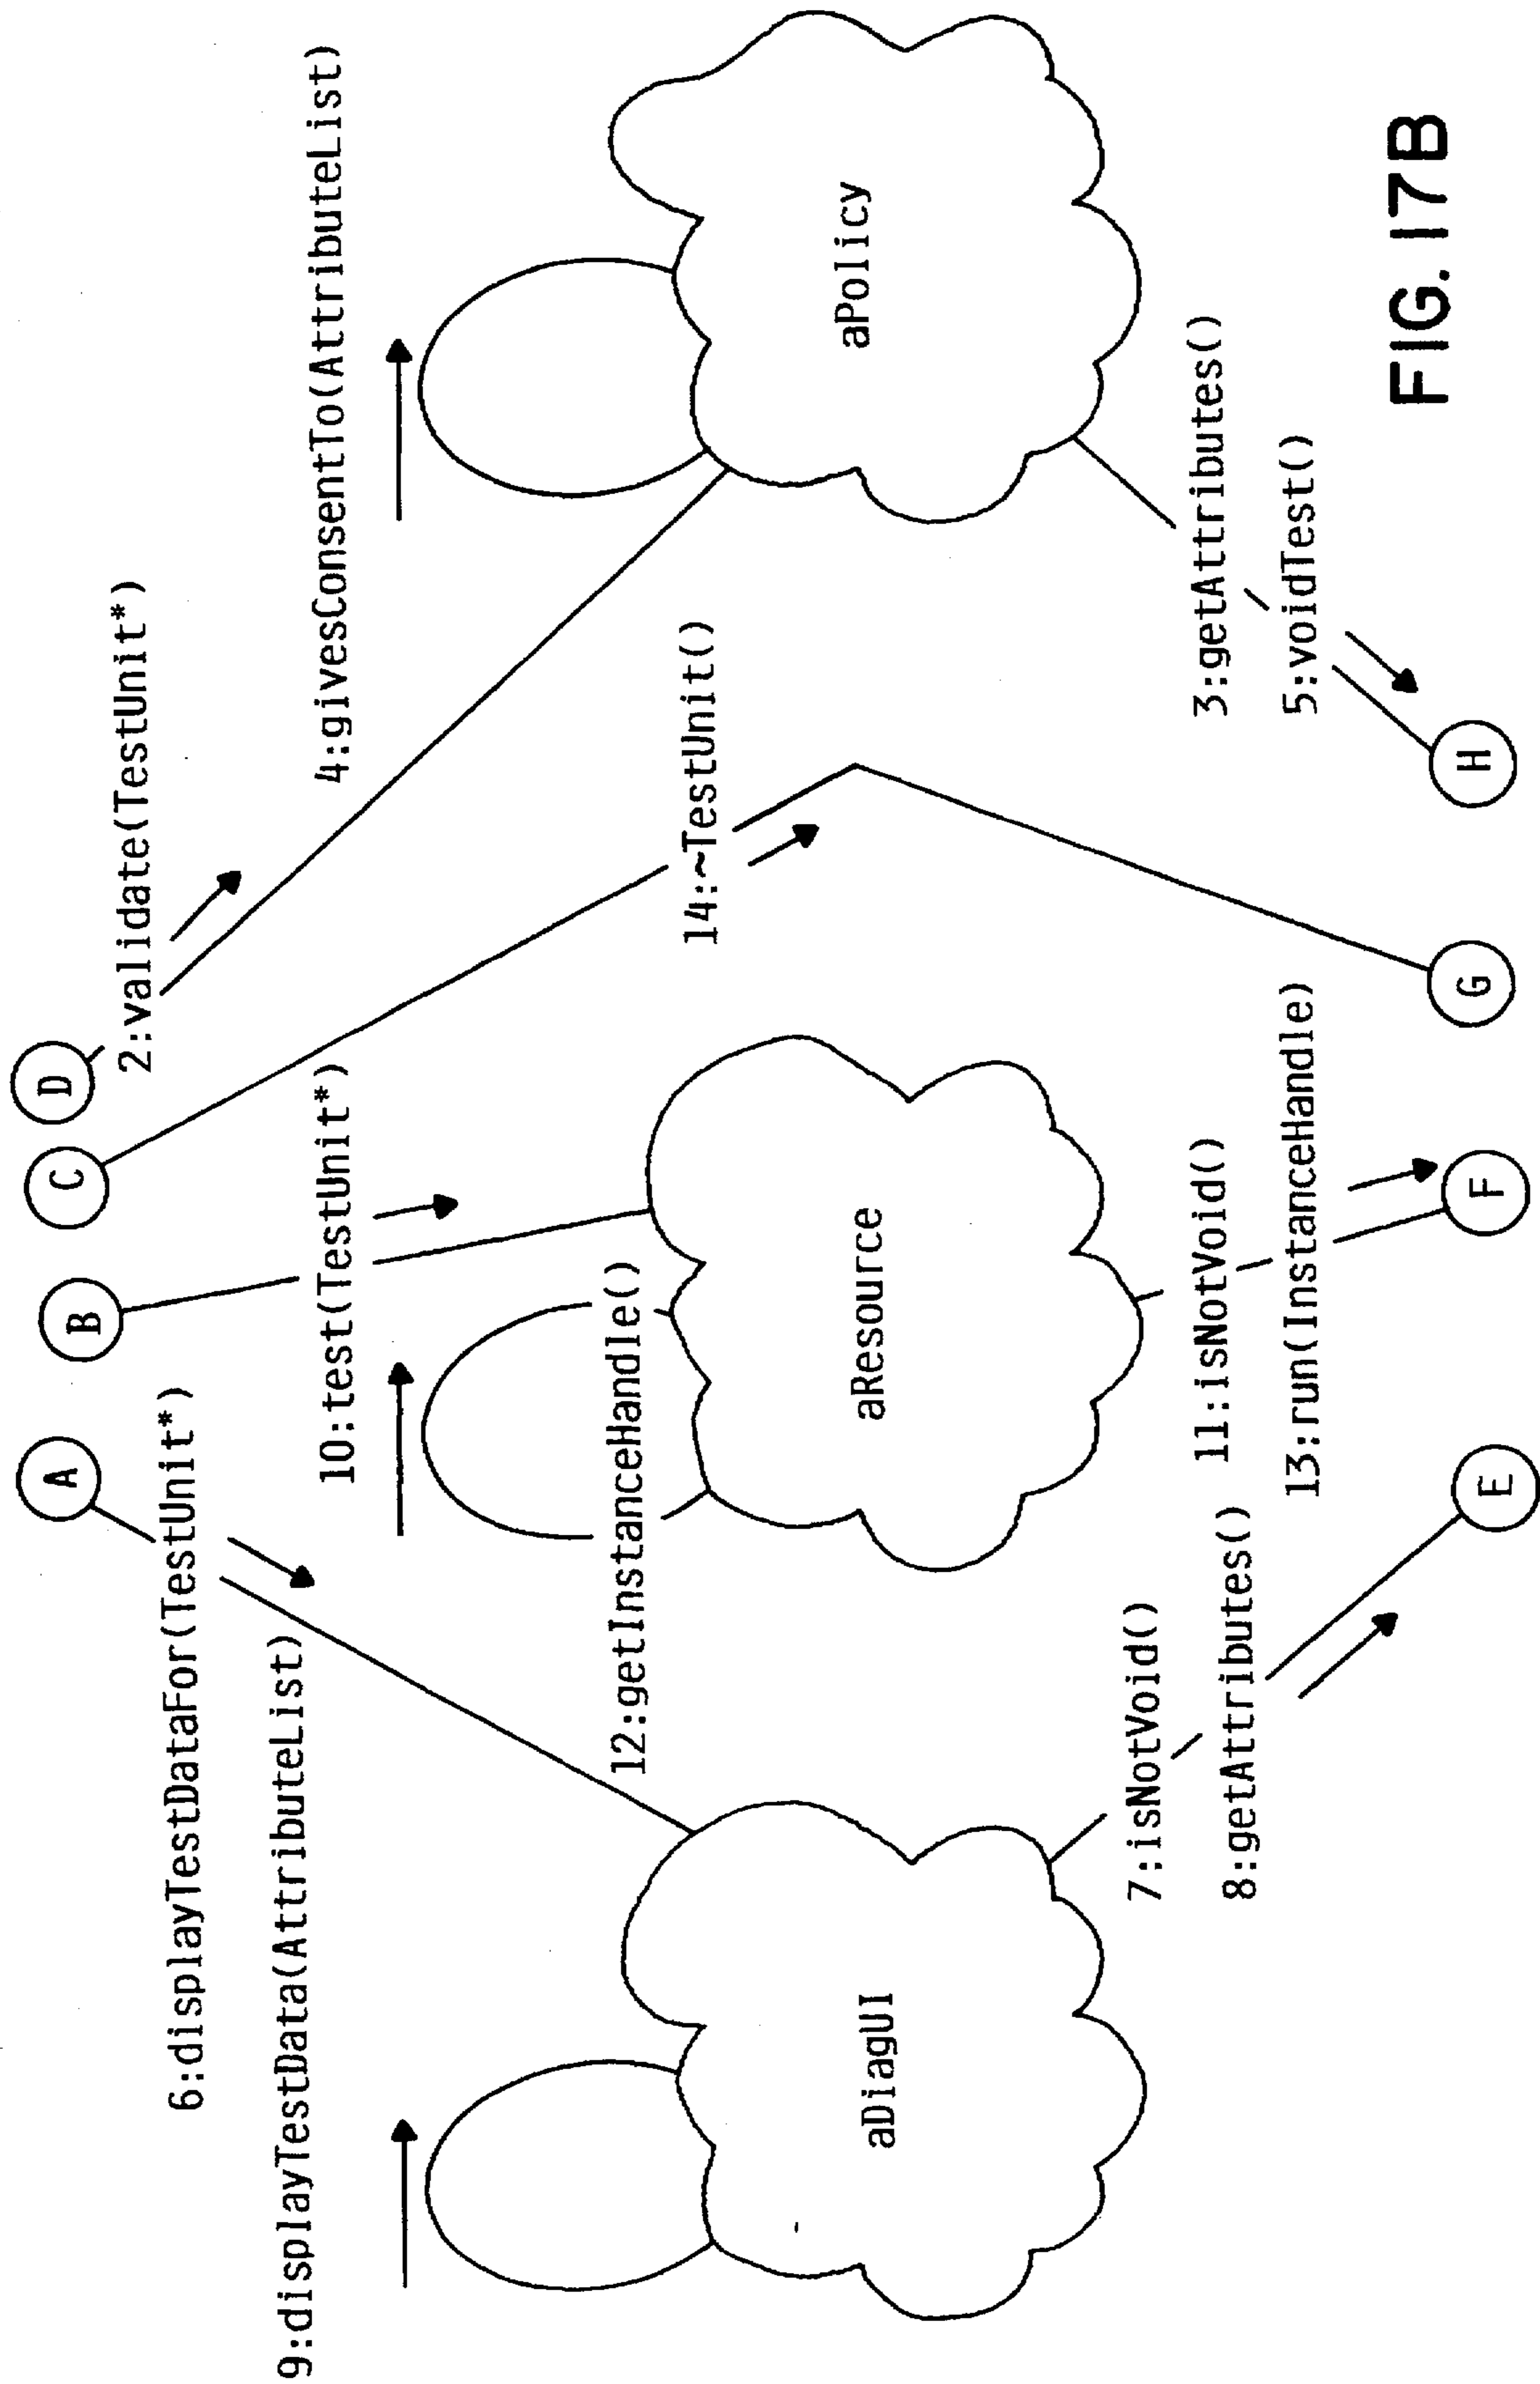 A
B
C
D
6:displayTestDataFor(TestUnit*)
2:validate(TestUnit*)
9:displayTestData(AttributeList)
10:test(TestUnit*)
4:givesConsentTo(AttributeList)
12:getInstanceHandle()
14:~TestUnit()
aDiagUI
aResource
aPolicy
7:isNotVoid()
11:isNotVoid()
3:getAttributes()
8:getAttributes()
13:run(InstanceHandle)
5:voidTest()
E
F
G
H
FIG. 17B